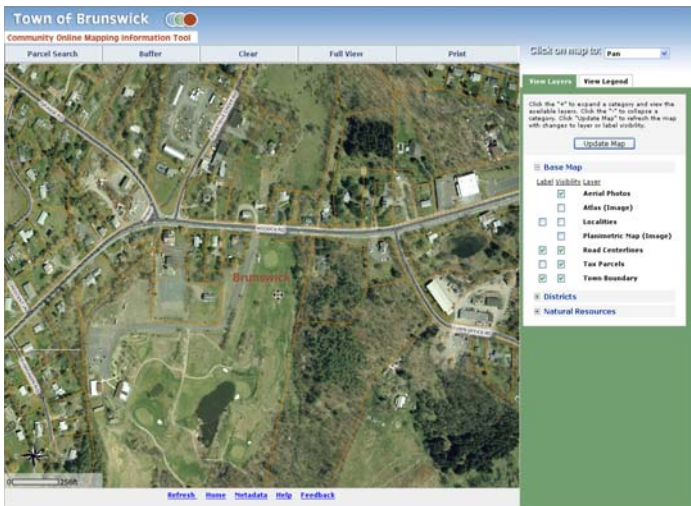 Town of Brunswick
Community Online Mapping Information Tool
Parcel Search Buffer Clear Full View Print
Click on map to: Pan
View Layers View Legend
Click the "+" to expand a category and view the
available layers. Click the "-" to collapse a
category. Click "Update Map" to refresh the map
with changes to layer or label visibility.
Update Map
Base Map
Label Visibility Layer
Aerial Photos
Atlas (Image)
Localities
Planimetric Map (Image)
Road Centerlines
Tax Parcels
Town Boundary
Districts
Natural Resources
Brunswick
0 256ft
Refresh Home Metadata Help Feedback